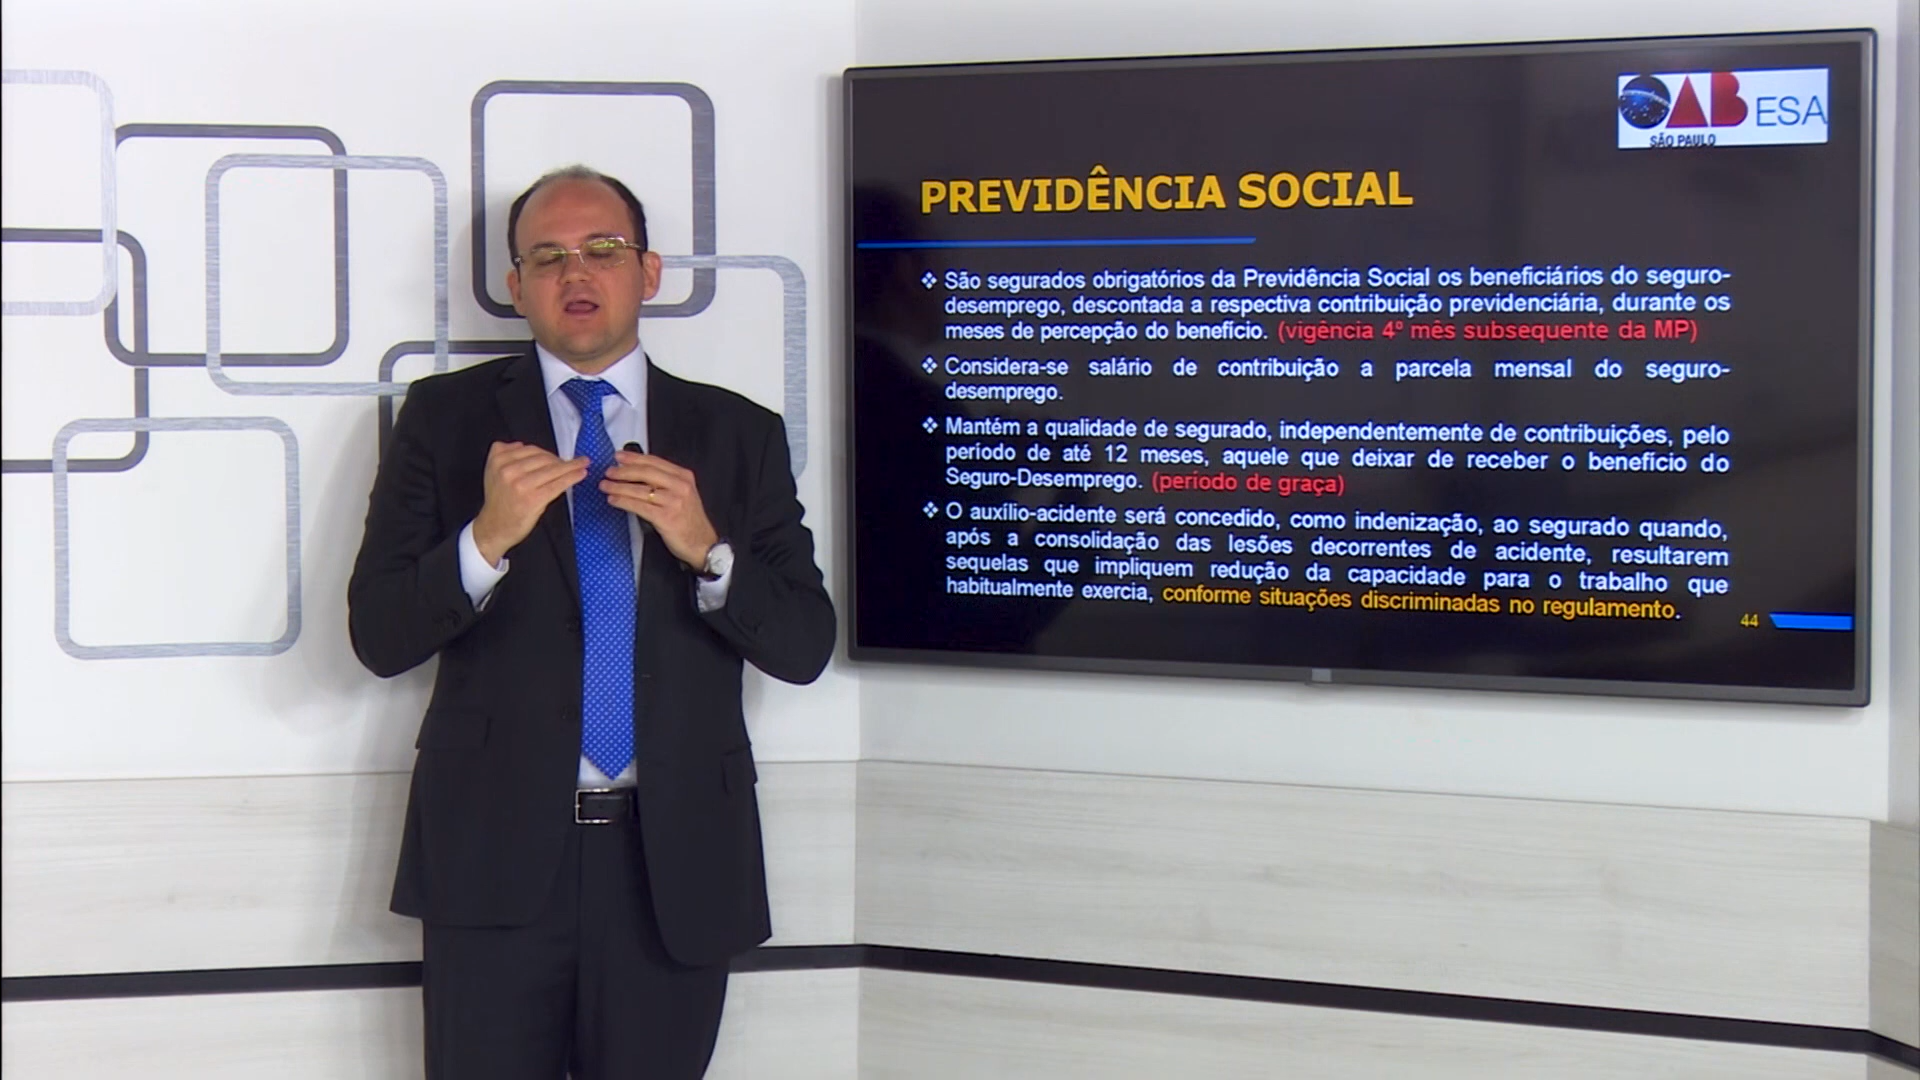 OAB ESA
SÃO PAULO
PREVIDÊNCIA SOCIAL
❖ São segurados obrigatórios da Previdência Social os beneficiários do seguro-
desemprego, descontada a respectiva contribuição previdenciária, durante os
meses de percepção do benefício. (vigência 4º mês subsequente da MP)
❖ Considera-se salário de contribuição a parcela mensal do seguro-
desemprego.
❖ Mantém a qualidade de segurado, independentemente de contribuições, pelo
período de até 12 meses, aquele que deixar de receber o benefício do
Seguro-Desemprego. (período de graça)
❖ O auxílio-acidente será concedido, como indenização, ao segurado quando,
após a consolidação das lesões decorrentes de acidente, resultarem
sequelas que impliquem redução da capacidade para o trabalho que
habitualmente exercia, conforme situações discriminadas no regulamento.
44